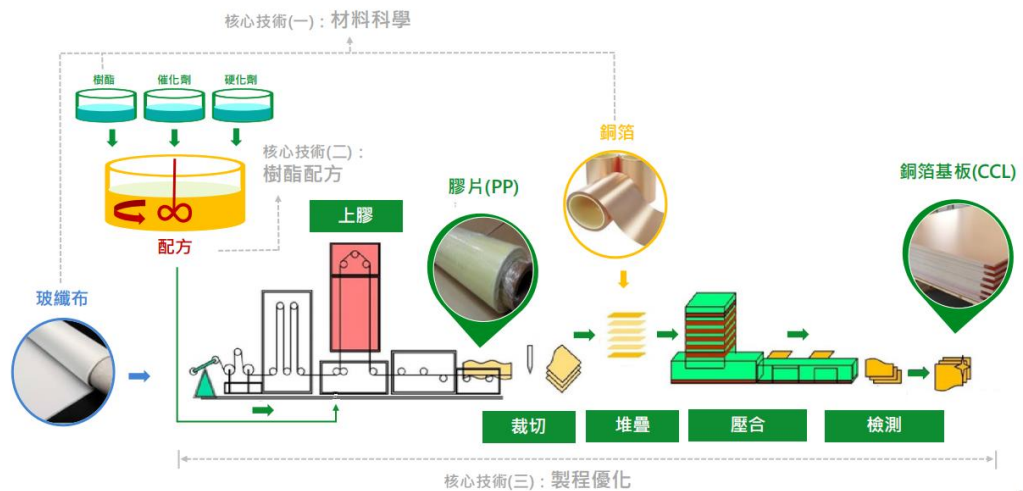 核心技術(一)：材料科學
樹酯
催化劑
硬化劑
核心技術(二)：
樹酯配方
配方
玻纖布
上膠
膠片(PP)
銅箔
銅箔基板(CCL)
裁切
堆疊
壓合
檢測
核心技術(三)：製程優化